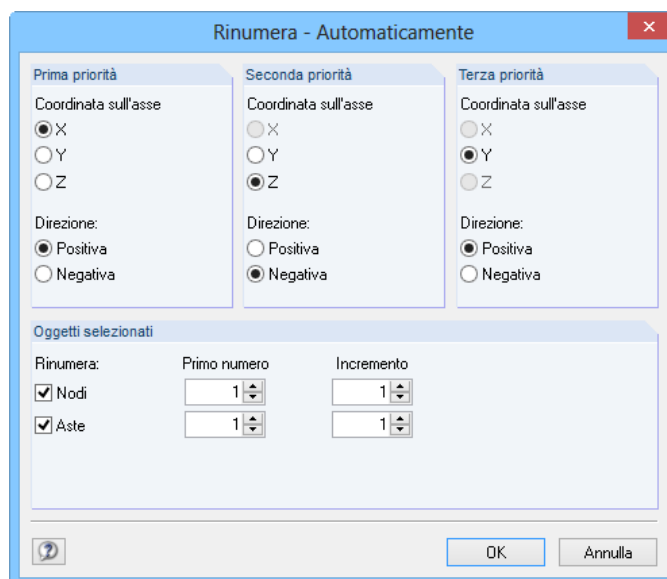 Rinumera - Automaticamente
Prima priorità
Coordinata sull'asse
X
Y
Z
Direzione:
Positiva
Negativa
Seconda priorità
Coordinata sull'asse
X
Y
Z
Direzione:
Positiva
Negativa
Terza priorità
Coordinata sull'asse
X
Y
Z
Direzione:
Positiva
Negativa
Oggetti selezionati
Rinumera: Primo numero Incremento
Nodi 1 1
Aste 1 1
OK Annulla